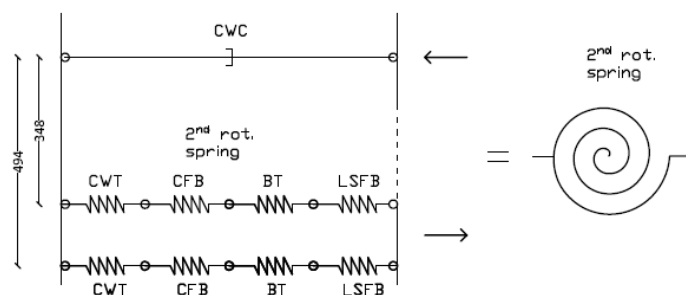 CWC
2nd rot.
spring
2nd rot.
spring
494
348
CWT CFB BT LSFB
=
CWT CFB BT LSFB